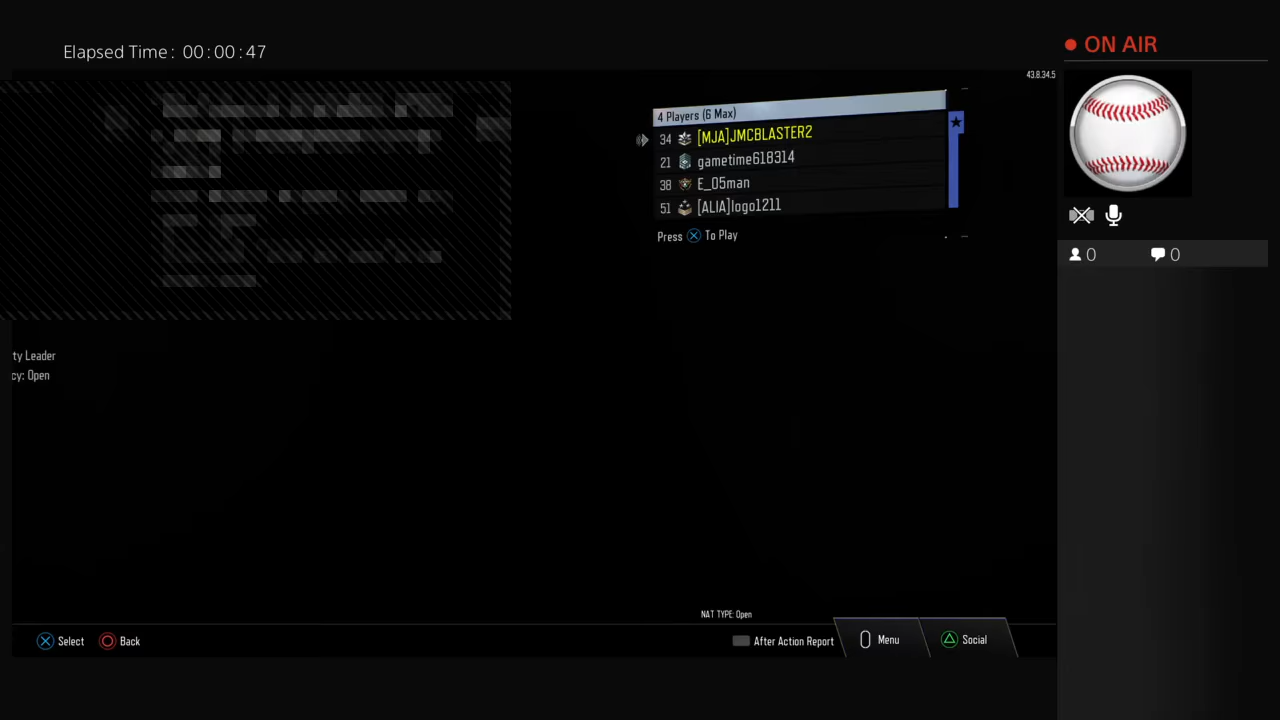 Elapsed Time: 00:00:47
ON AIR
43.8.34.5
4 Players (6 Max)
34 [MJA]JMCBLASTER2
21 gametime618314
38 E_05man
51 [ALIA]logo1211
Press To Play
0 0
ty Leader
cy: Open
NAT TYPE: Open
Select Back After Action Report Menu Social